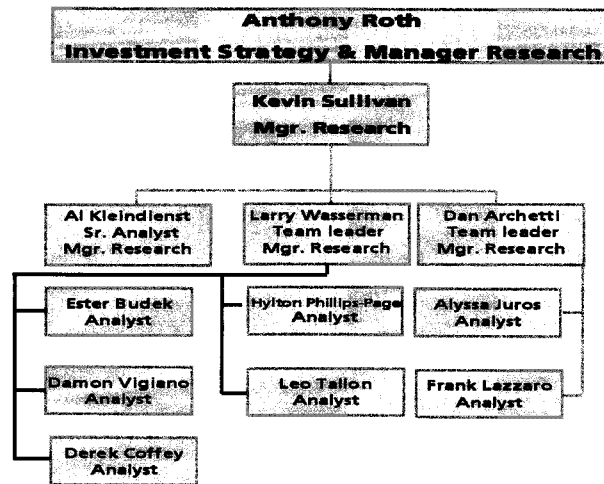 Anthony Roth
Investment Strategy & Manager Research
Kevin Sullivan
Mgr. Research
Al Kleindienst
Sr. Analyst
Mgr. Research
Larry Wasserman
Team leader
Mgr. Research
Dan Archetti
Team leader
Mgr. Research
Ester Budek
Analyst
Hylton Phillips-Page
Analyst
Alyssa Juros
Analyst
Damon Vigiano
Analyst
Leo Tallon
Analyst
Frank Lazzaro
Analyst
Derek Coffey
Analyst